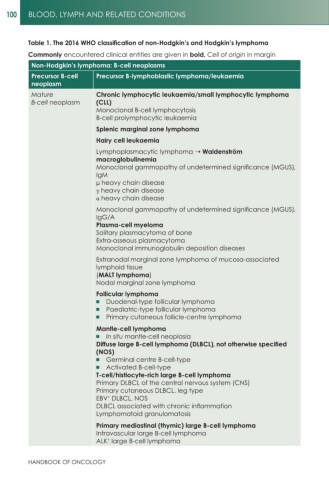 100 BLOOD, LYMPH AND RELATED CONDITIONS
Table 1. The 2016 WHO classification of non-Hodgkin's and Hodgkin's lymphoma
Commonly encountered clinical entities are given in bold. Cell of origin in margin
Non-Hodgkin's lymphoma: B-cell neoplasms
Precursor B-cell neoplasm
Precursor B-lymphoblastic lymphoma/leukaemia
Mature
B-cell neoplasm
Chronic lymphocytic leukaemia/small lymphocytic lymphoma
(CLL)
Monoclonal B-cell lymphocytosis
B-cell prolymphocytic leukaemia
Splenic marginal zone lymphoma
Hairy cell leukaemia
Lymphoplasmacytic lymphoma → Waldenström
macroglobulinemia
Monoclonal gammopathy of undetermined significance (MGUS),
IgM
μ heavy chain disease
γ heavy chain disease
α heavy chain disease
Monoclonal gammopathy of undetermined significance (MGUS),
IgG/A
Plasma-cell myeloma
Solitary plasmacytoma of bone
Extra-osseous plasmacytoma
Monoclonal immunoglobulin deposition diseases
Extranodal marginal zone lymphoma of mucosa-associated
lymphoid tissue
(MALT lymphoma)
Nodal marginal zone lymphoma
Follicular lymphoma
■ Duodenal-type follicular lymphoma
■ Paediatric-type follicular lymphoma
■ Primary cutaneous follicle-centre lymphoma
Mantle-cell lymphoma
■ In situ mantle-cell neoplasia
Diffuse large B-cell lymphoma (DLBCL), not otherwise specified
(NOS)
■ Germinal centre B-cell-type
■ Activated B-cell-type
T-cell/histiocyte-rich large B-cell lymphoma
Primary DLBCL of the central nervous system (CNS)
Primary cutaneous DLBCL, leg type
EBV⁺ DLBCL, NOS
DLBCL associated with chronic inflammation
Lymphomatoid granulomatosis
Primary mediastinal (thymic) large B-cell lymphoma
Intravascular large B-cell lymphoma
ALK⁺ large B-cell lymphoma
HANDBOOK OF ONCOLOGY